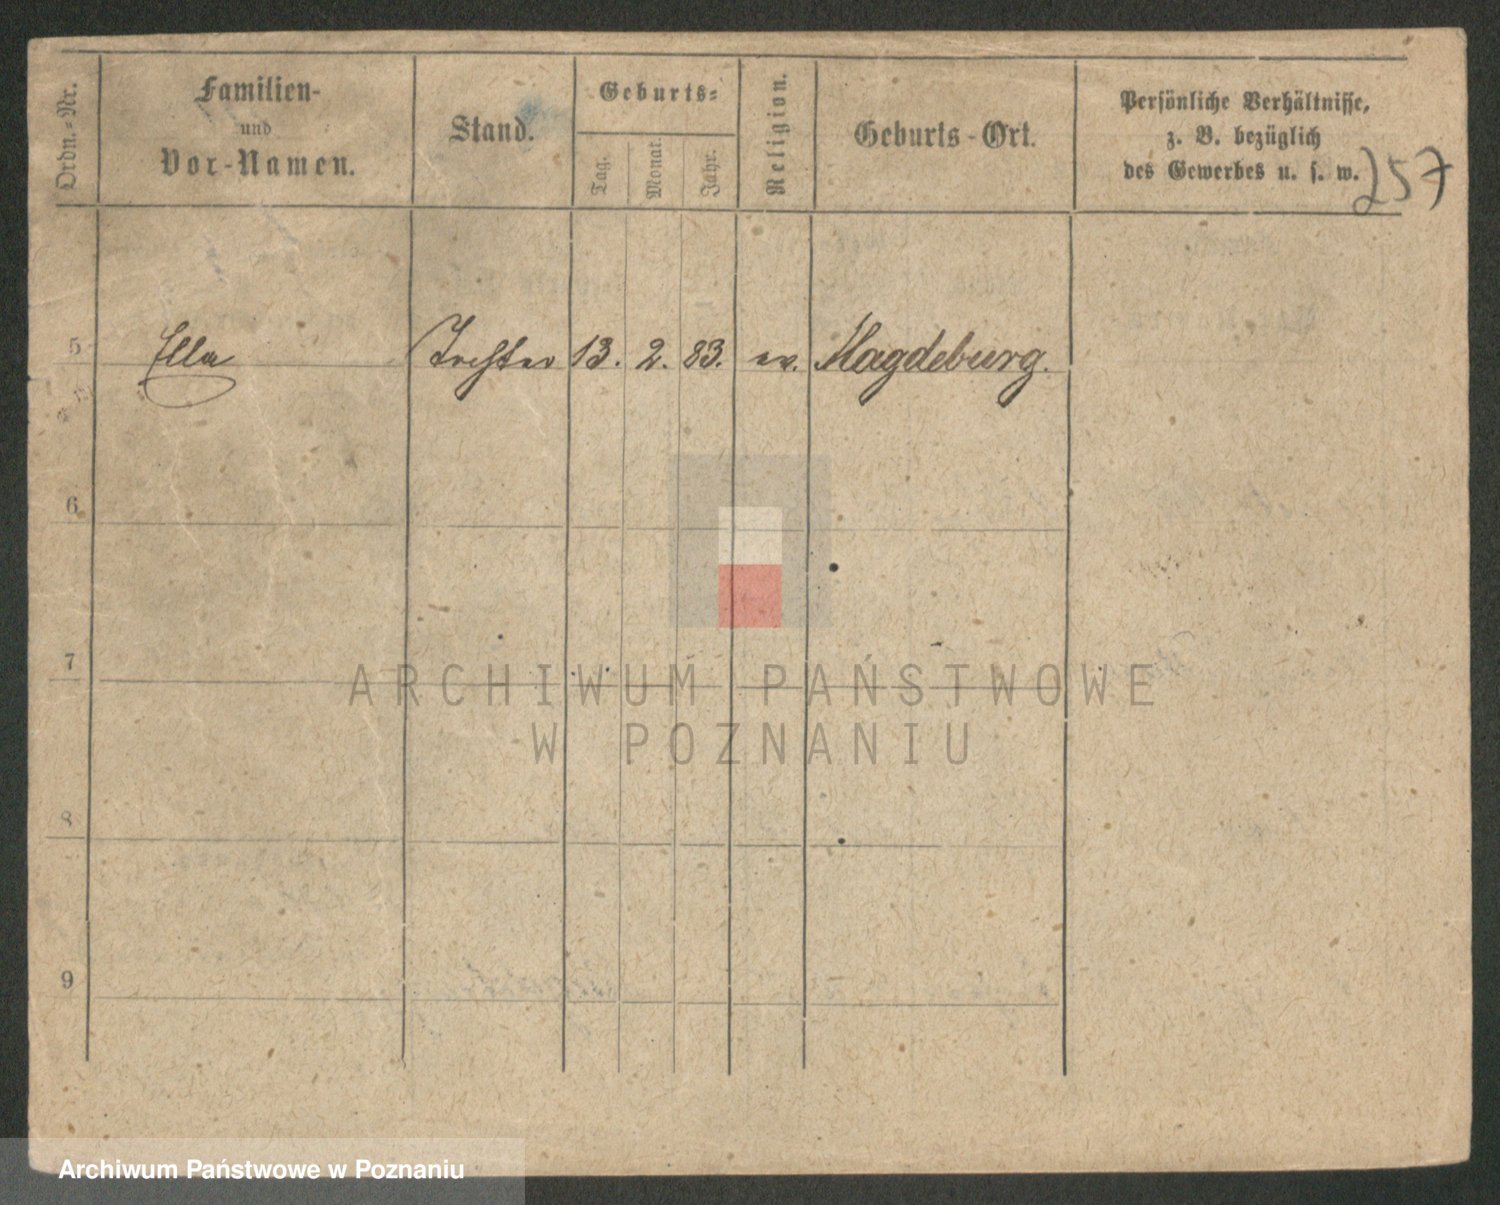 Ordn.-Nr.
Familien-
und
Vor-Namen.
Stand.
Geburts-
Tag.
Monat.
Jahr.
Religion.
Geburts-Ort.
Persönliche Verhältnisse,
z. B. bezüglich
des Gewerbes u. s. w.
257
5 Ella Tochter 13. 2. 83. ev. Magdeburg.
6
7
8
9
ARCHIWUM PAŃSTWOWE
W POZNANIU
Archiwum Państwowe w Poznaniu